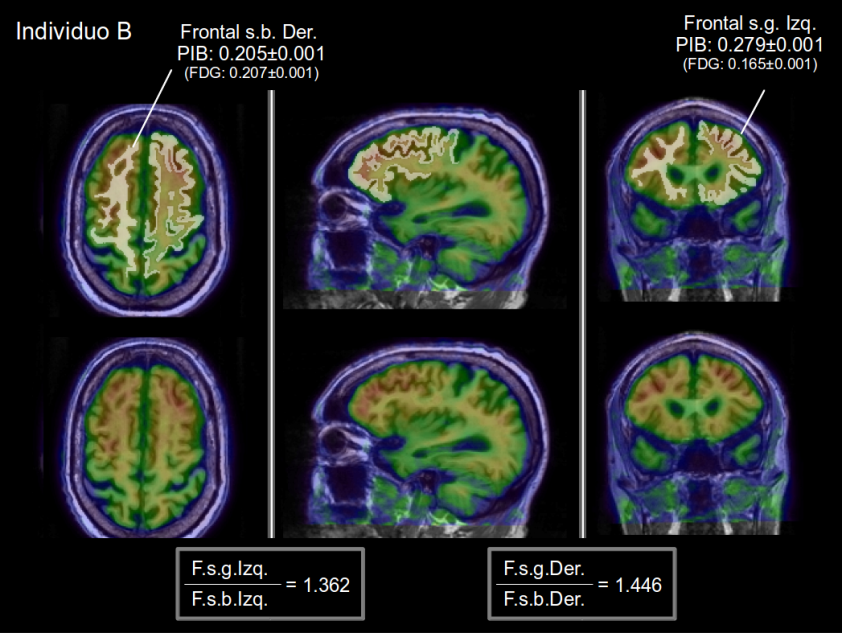 Individuo B
Frontal s.b. Der.
PIB: 0.205±0.001
(FDG: 0.207±0.001)
Frontal s.g. Izq.
PIB: 0.279±0.001
(FDG: 0.165±0.001)
F.s.g.Izq.
F.s.b.Izq.
= 1.362
F.s.g.Der.
F.s.b.Der.
= 1.446